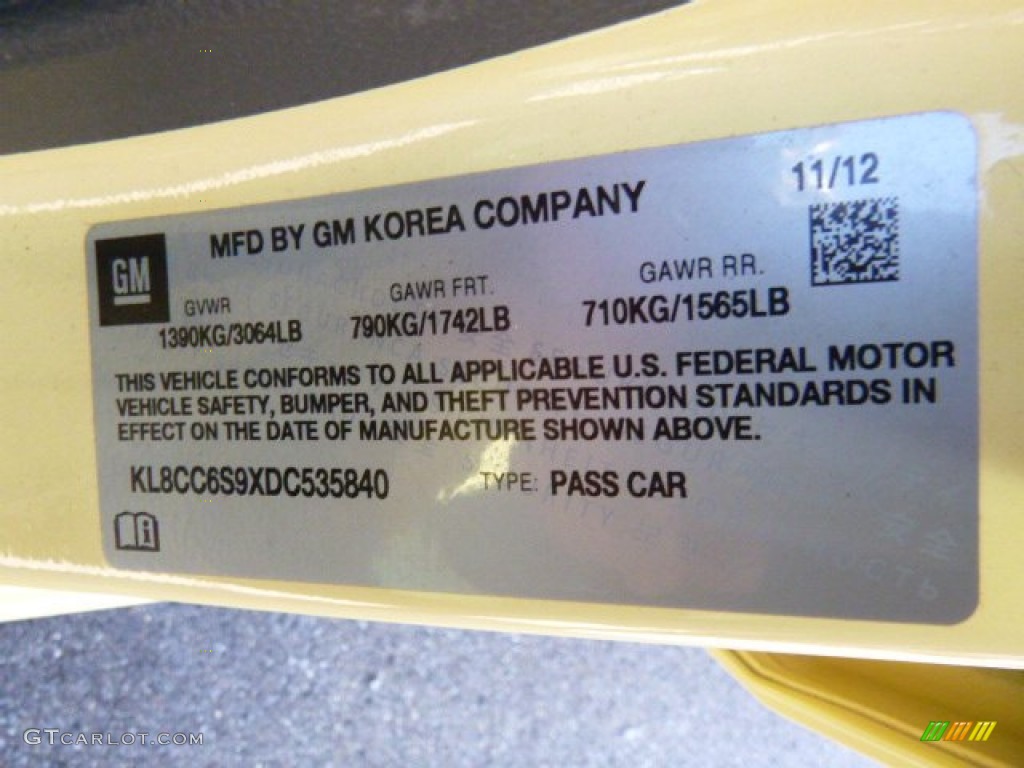 11/12
MFD BY GM KOREA COMPANY
GM
GVWR GAWR FRT. GAWR RR.
1390KG/3064LB 790KG/1742LB 710KG/1565LB
THIS VEHICLE CONFORMS TO ALL APPLICABLE U.S. FEDERAL MOTOR
VEHICLE SAFETY, BUMPER, AND THEFT PREVENTION STANDARDS IN
EFFECT ON THE DATE OF MANUFACTURE SHOWN ABOVE.
KL8CC6S9XDC535840 TYPE: PASS CAR
GTCARLOT.COM